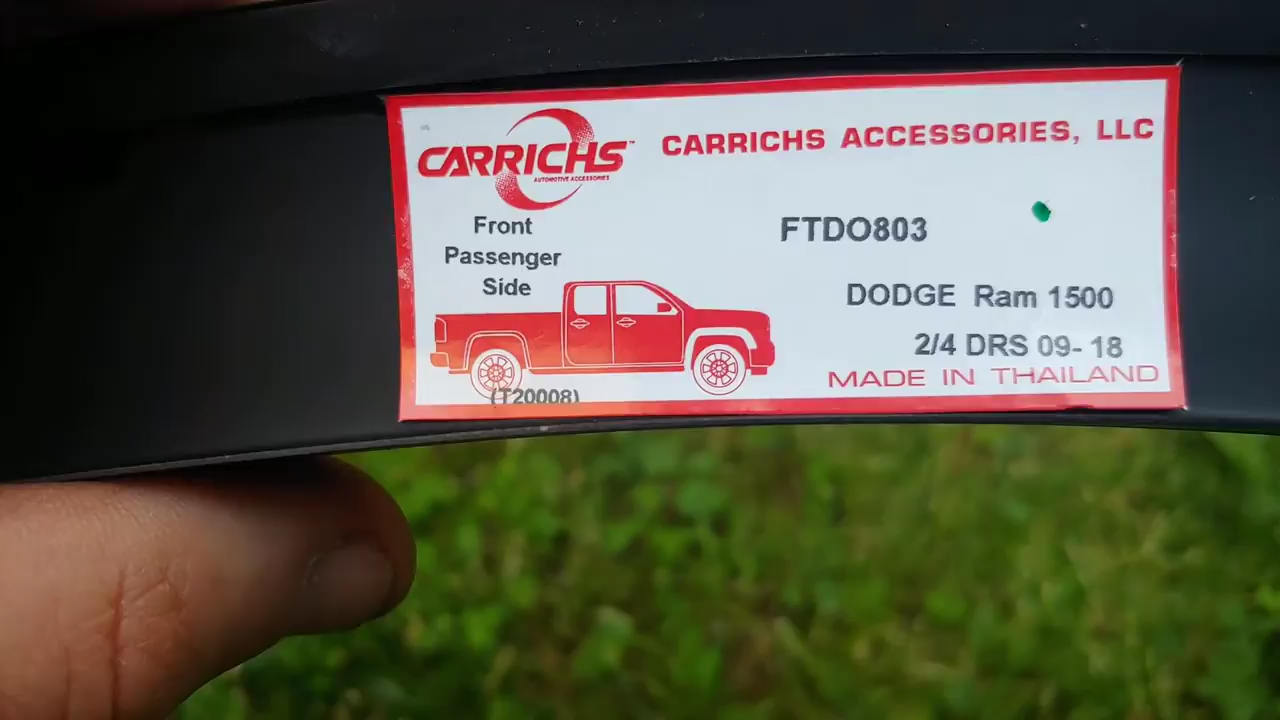 CARRICHS™
AUTOMOTIVE ACCESSORIES
CARRICHS ACCESSORIES, LLC
Front
Passenger
Side
FTDO803
DODGE Ram 1500
2/4 DRS 09- 18
MADE IN THAILAND
(T20008)